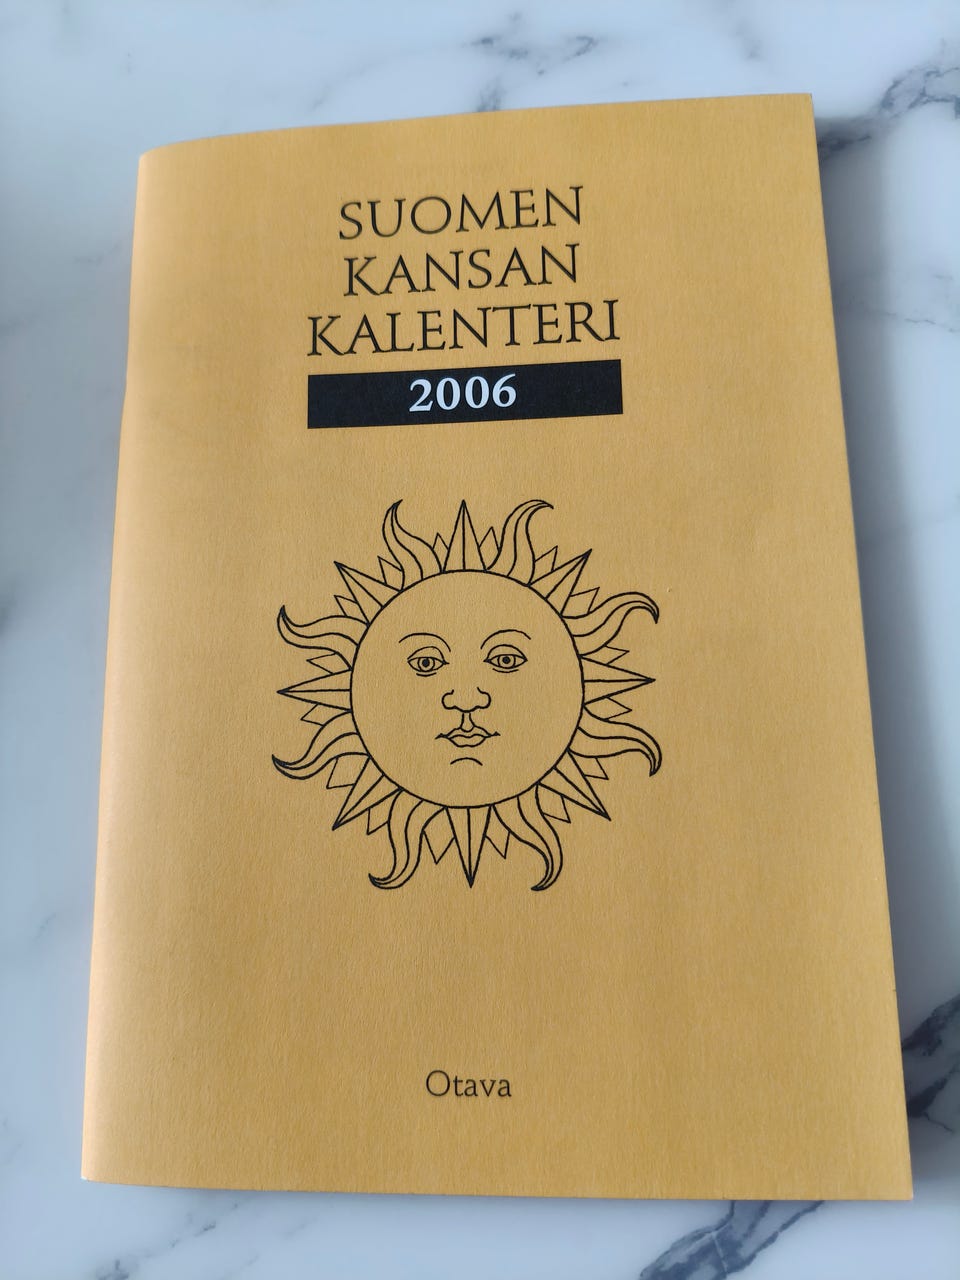 SUOMEN
KANSAN
KALENTERI
2006
Otava